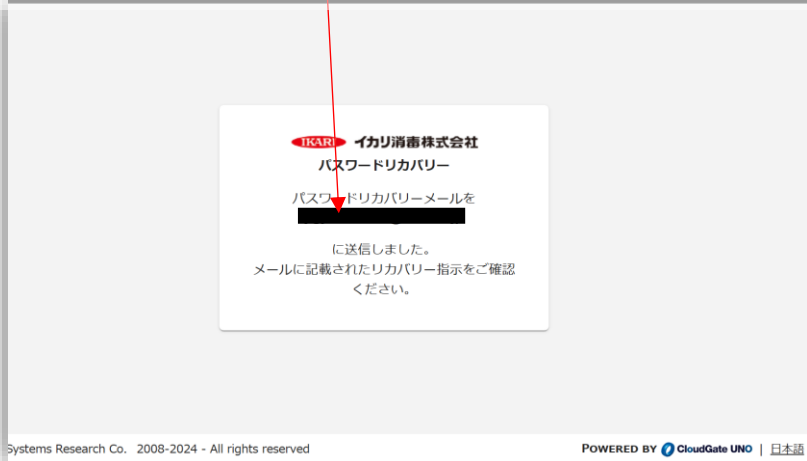 IKARI イカリ消毒株式会社
パスワードリカバリー
パスワードリカバリーメールを
に送信しました。
メールに記載されたリカバリー指示をご確認
ください。
Systems Research Co. 2008-2024 - All rights reserved
POWERED BY CloudGate UNO | 日本語